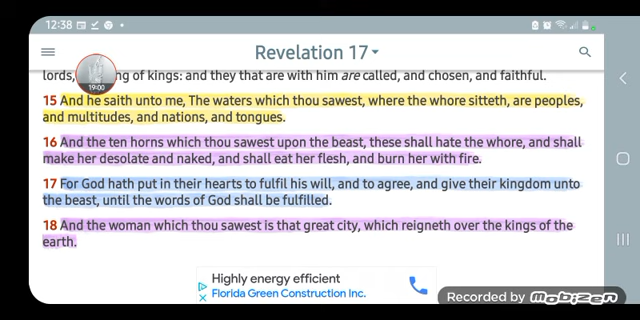 12:38
Revelation 17
lords, ng of kings: and they that are with him are called, and chosen, and faithful.
19:00
15 And he saith unto me, The waters which thou sawest, where the whore sitteth, are peoples,
and multitudes, and nations, and tongues.
16 And the ten horns which thou sawest upon the beast, these shall hate the whore, and shall
make her desolate and naked, and shall eat her flesh, and burn her with fire.
17 For God hath put in their hearts to fulfil his will, and to agree, and give their kingdom unto
the beast, until the words of God shall be fulfilled.
18 And the woman which thou sawest is that great city, which reigneth over the kings of the
earth.
Highly energy efficient
Florida Green Construction Inc.
Recorded by Mobizen